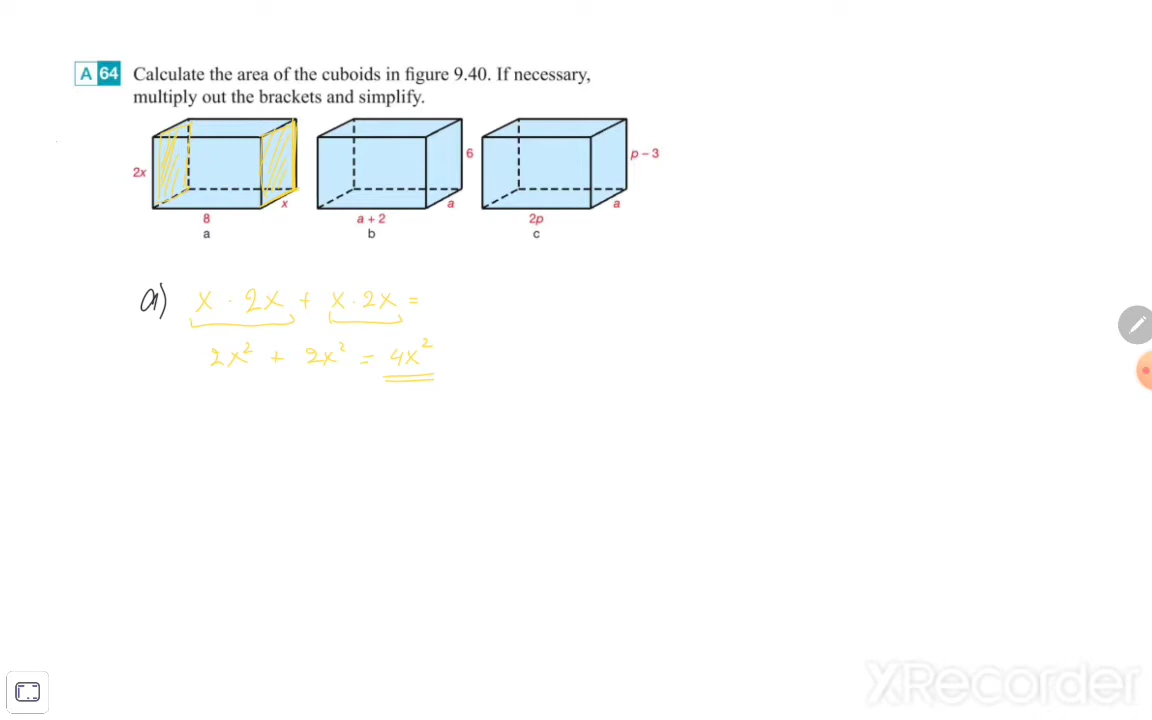 A 64 Calculate the area of the cuboids in figure 9.40. If necessary,
multiply out the brackets and simplify.
2x
8
x
a
6
a + 2
a
b
p – 3
2p
a
c
a) x · 2x + x · 2x =
2x² + 2x² = 4x²
XRecorder